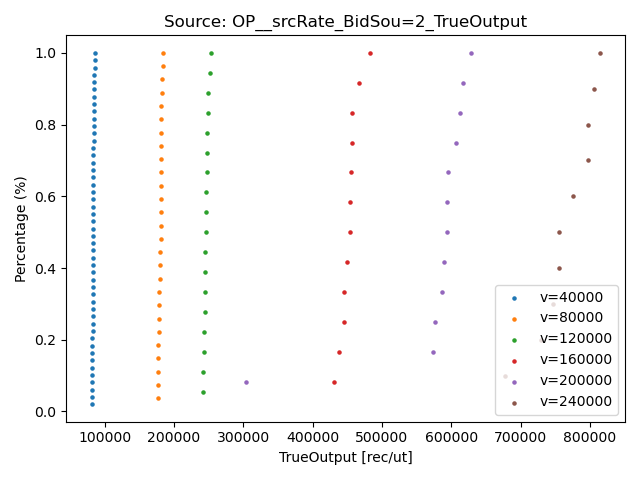 Source: OP__srcRate_BidSou=2_TrueOutput
1.0
0.8
0.6
0.4
0.2
0.0
Percentage (%)
v=40000
v=80000
v=120000
v=160000
v=200000
v=240000
100000
200000
300000
400000
500000
600000
700000
800000
TrueOutput [rec/ut]